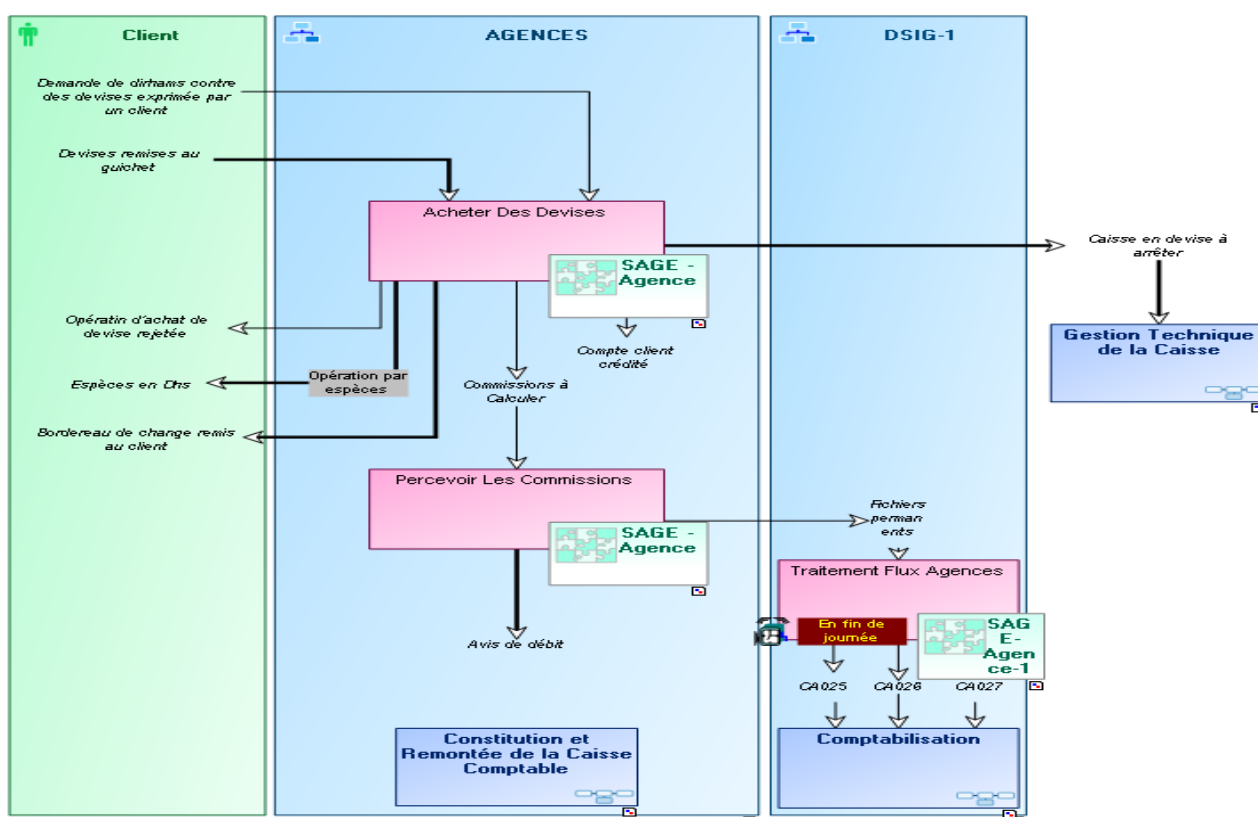 Client
AGENCES
DSIG-1
Demande de dirhams contre
des devises exprimée par
un client
Devises remises au
guichet
Acheter Des Devises
SAGE -
Agence
Caisse en devise à
arrêter
Gestion Technique
de la Caisse
Opératin d'achat de
devise rejetée
Compte client
crédité
Opération par
espèces
Espèces en Dhs
Commissions à
Calculer
Bordereau de change remis
au client
Percevoir Les Commissions
SAGE -
Agence
Fichiers
perman
ents
Traitement Flux Agences
En fin de
journée
SAG
E-
Agen
ce-1
Avis de débit
CA025
CA026
CA027
Constitution et
Remontée de la Caisse
Comptable
Comptabilisation